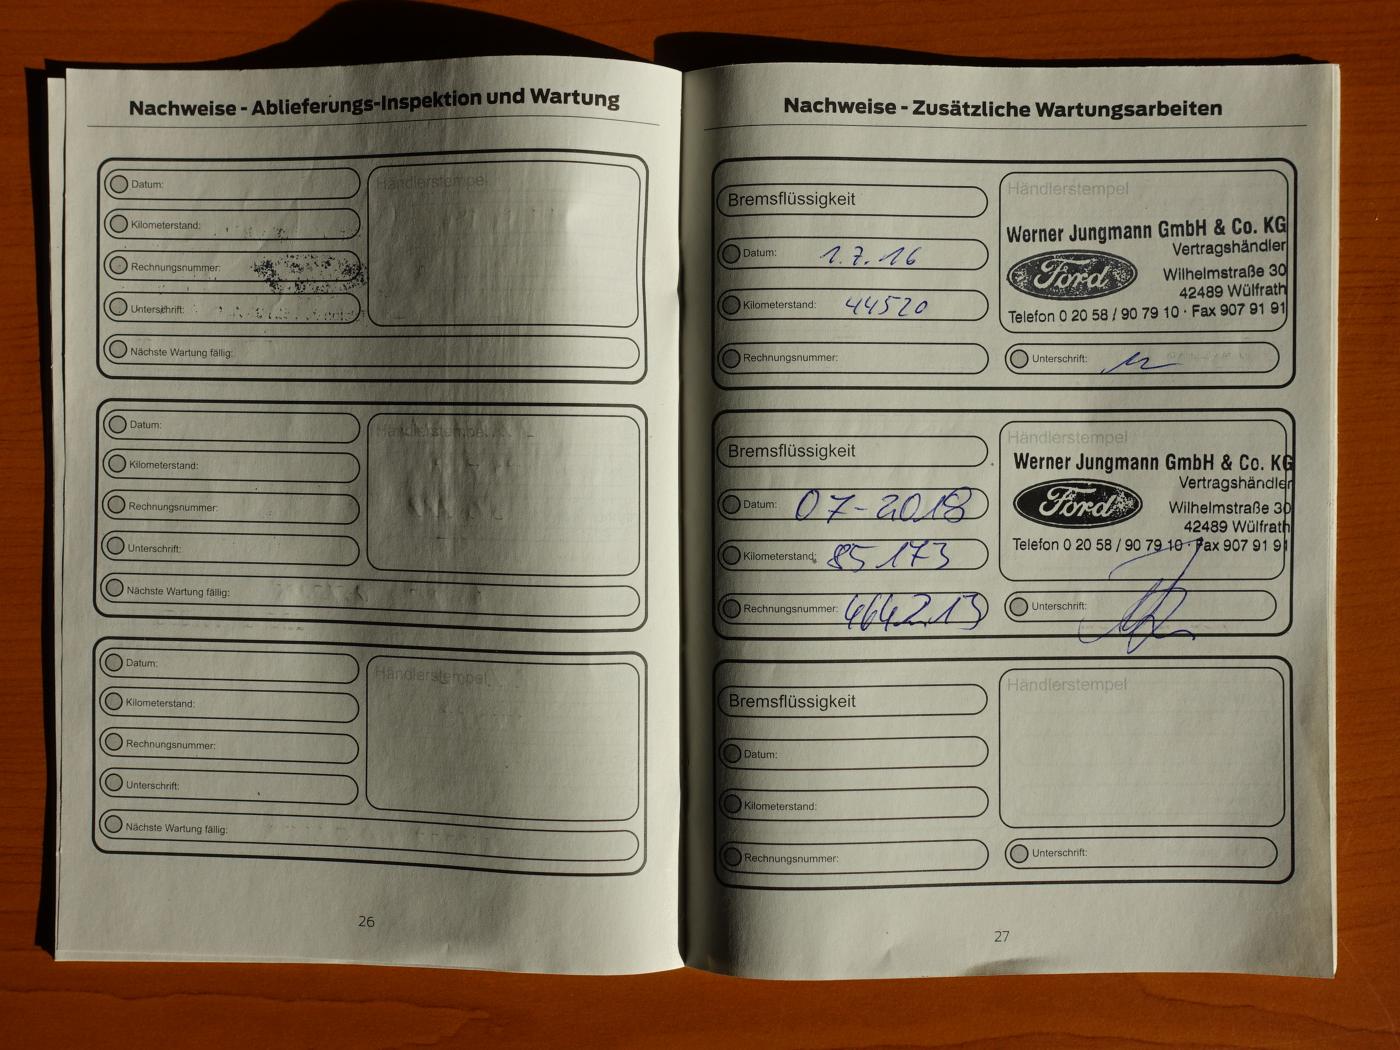 Nachweise - Ablieferungs-Inspektion und Wartung
Datum:
Händlerstempel
Kilometerstand:
Rechnungsnummer:
Unterschrift:
Nächste Wartung fällig:
Datum:
Händlerstempel
Kilometerstand:
Rechnungsnummer:
Unterschrift:
Nächste Wartung fällig:
Datum:
Händlerstempel
Kilometerstand:
Rechnungsnummer:
Unterschrift:
Nächste Wartung fällig:
26
Nachweise - Zusätzliche Wartungsarbeiten
Bremsflüssigkeit
Datum: 1.7.16
Kilometerstand: 44520
Rechnungsnummer:
Händlerstempel
Werner Jungmann GmbH & Co. KG
Vertragshändler
Ford
Wilhelmstraße 30
42489 Wülfrath
Telefon 0 20 58 / 90 79 10 · Fax 907 91 91
Unterschrift:
Bremsflüssigkeit
Datum: 07-2018
Kilometerstand: 85173
Rechnungsnummer: 464213
Händlerstempel
Werner Jungmann GmbH & Co. KG
Vertragshändler
Ford
Wilhelmstraße 30
42489 Wülfrath
Telefon 0 20 58 / 90 79 10 · Fax 907 91 91
Unterschrift:
Bremsflüssigkeit
Datum:
Kilometerstand:
Rechnungsnummer:
Händlerstempel
Unterschrift:
27